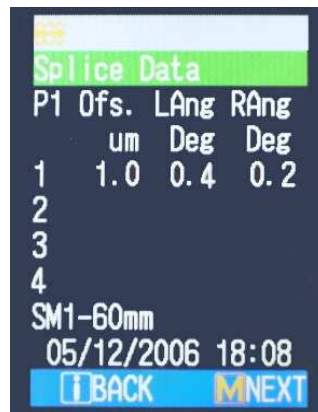 Splice Data
P1 Ofs. LAng RAng
um Deg Deg
1 1.0 0.4 0.2
2
3
4
SM1-60mm
05/12/2006 18:08
i BACK M NEXT